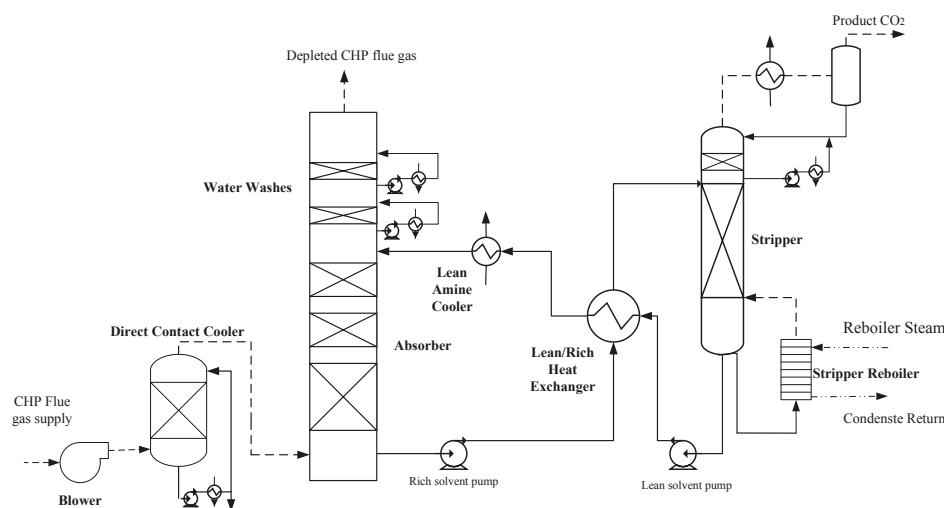 Product CO2
Depleted CHP flue gas
Water Washes
Stripper
Lean
Amine
Cooler
Direct Contact Cooler
Absorber
Lean/Rich
Heat
Exchanger
Reboiler Steam
Stripper Reboiler
Condenste Return
CHP Flue
gas supply
Blower
Rich solvent pump
Lean solvent pump